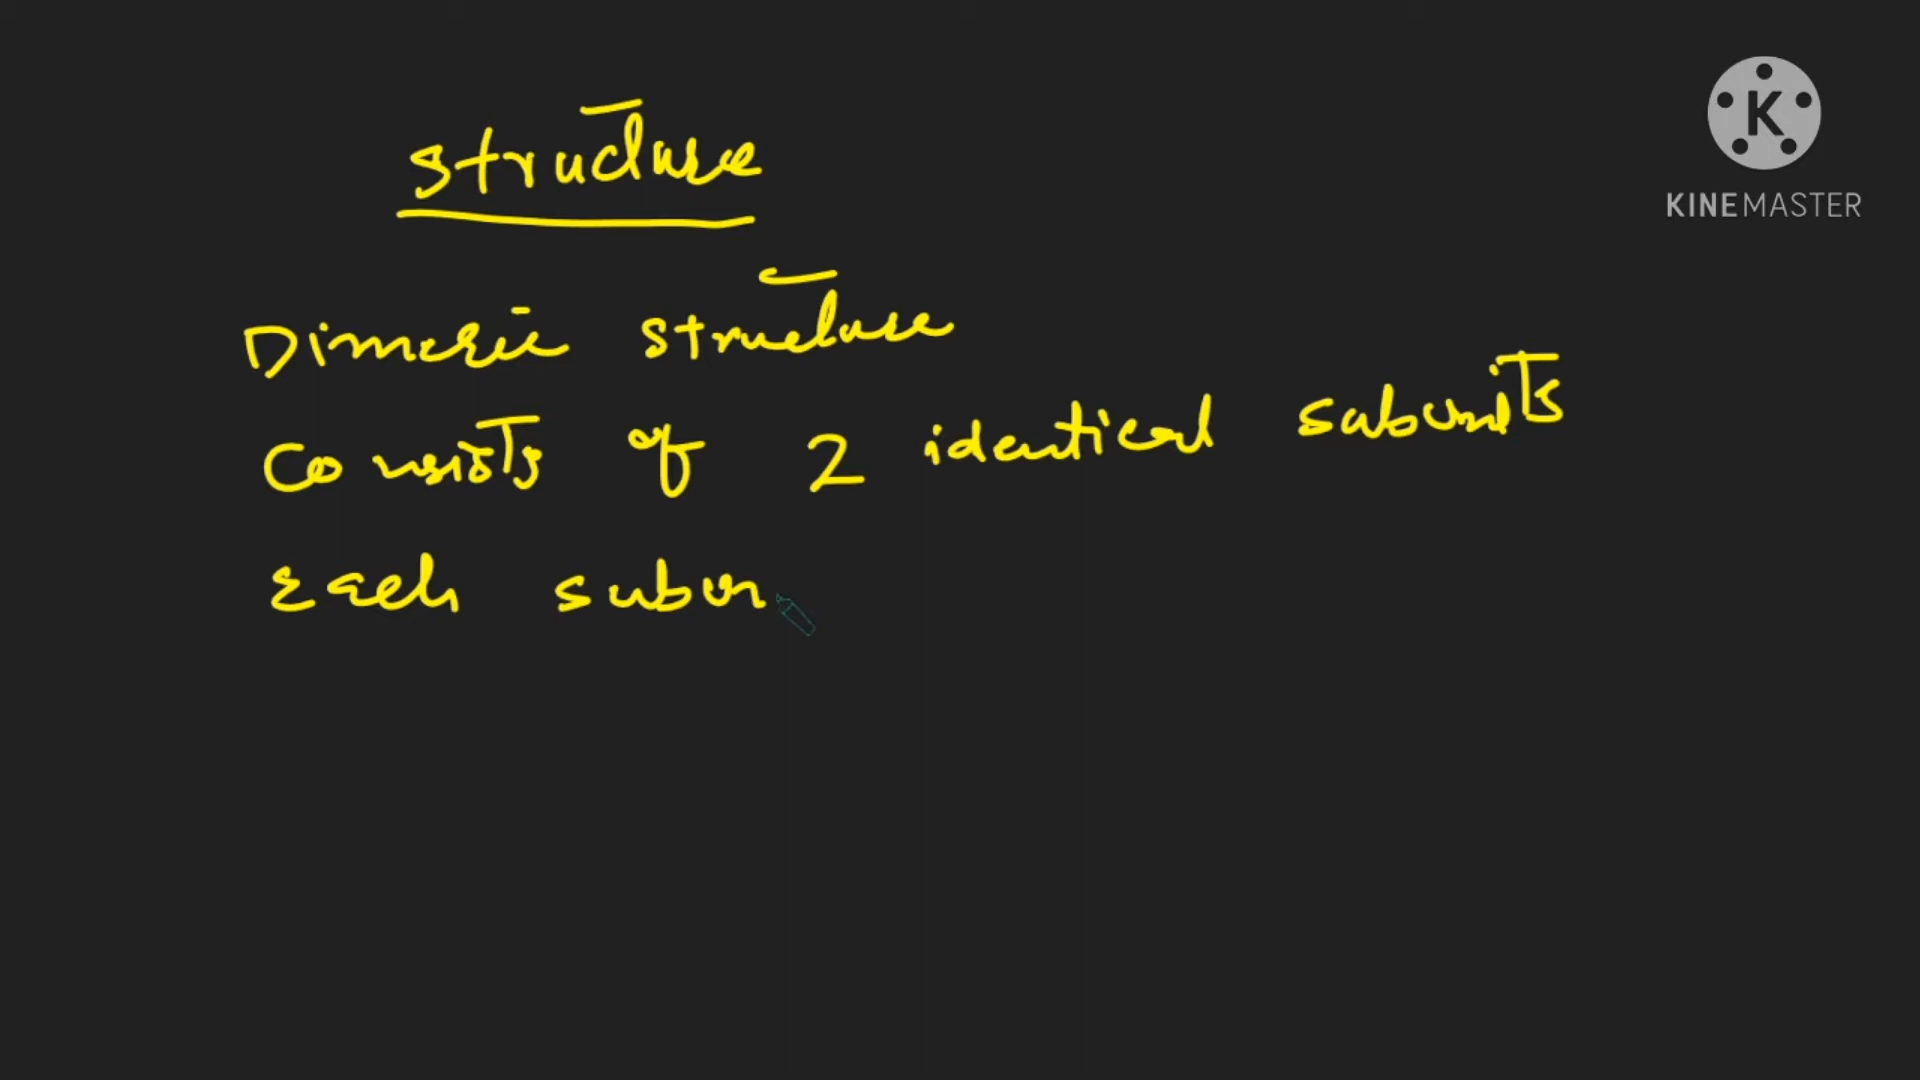 structure
K
KINEMASTER
Dimeric structure
Consists of 2 identical subunits
Each subun